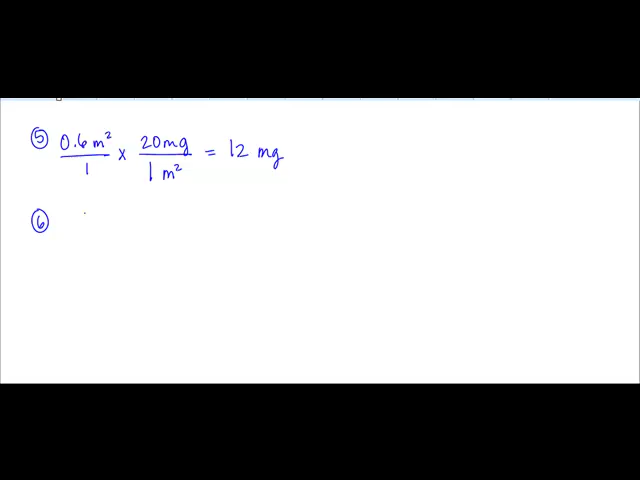 ⑤ 0.6 m² / 1 x 20mg / 1 m² = 12 mg
⑥